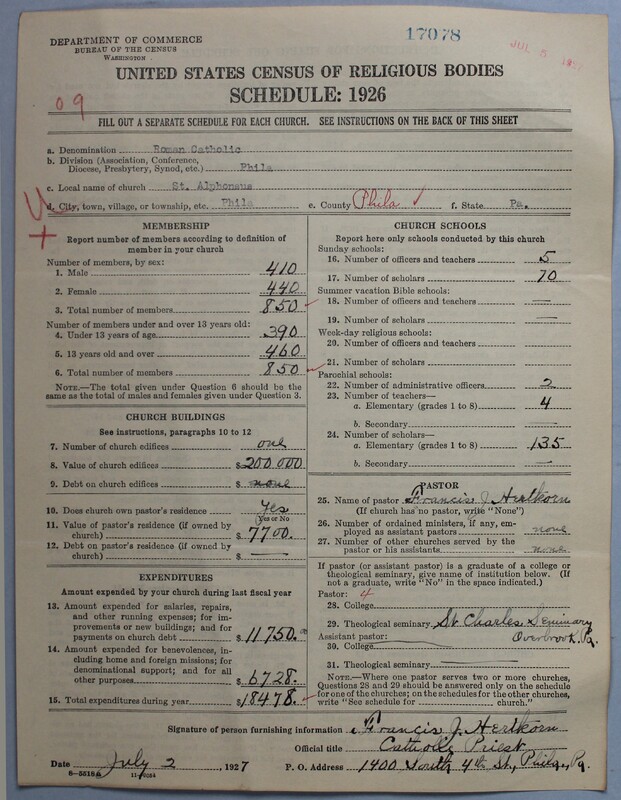 DEPARTMENT OF COMMERCE
BUREAU OF THE CENSUS
WASHINGTON
17078
JUL 5 1927
UNITED STATES CENSUS OF RELIGIOUS BODIES
SCHEDULE: 1926
09
FILL OUT A SEPARATE SCHEDULE FOR EACH CHURCH. SEE INSTRUCTIONS ON THE BACK OF THIS SHEET
a. Denomination Roman Catholic
b. Division (Association, Conference,
Diocese, Presbytery, Synod, etc.) Phila
c. Local name of church St. Alphonsus
d. City, town, village, or township, etc. Phila e. County Phila f. State Pa.
MEMBERSHIP
Report number of members according to definition of
member in your church
Number of members, by sex:
1. Male 410
2. Female 440
3. Total number of members 850
Number of members under and over 13 years old:
4. Under 13 years of age 390
5. 13 years old and over 460
6. Total number of members 850
NOTE.—The total given under Question 6 should be the
same as the total of males and females given under Question 3.
CHURCH BUILDINGS
See instructions, paragraphs 10 to 12
7. Number of church edifices one
8. Value of church edifices $200 000
9. Debt on church edifices $ none
10. Does church own pastor's residence yes
(Yes or No
11. Value of pastor's residence (if owned by
church) $7700.
12. Debt on pastor's residence (if owned by
church) $ —
EXPENDITURES
Amount expended by your church during last fiscal year
13. Amount expended for salaries, repairs,
and other running expenses; for im-
provements or new buildings; and for
payments on church debt $11750.00
14. Amount expended for benevolences, in-
cluding home and foreign missions; for
denominational support; and for all
other purposes $6728.
15. Total expenditures during year $18478.
CHURCH SCHOOLS
Report here only schools conducted by this church
Sunday schools:
16. Number of officers and teachers 5
17. Number of scholars 70
Summer vacation Bible schools:
18. Number of officers and teachers —
19. Number of scholars —
Week-day religious schools:
20. Number of officers and teachers
21. Number of scholars —
Parochial schools:
22. Number of administrative officers 2
23. Number of teachers—
a. Elementary (grades 1 to 8) 4
b. Secondary —
24. Number of scholars—
a. Elementary (grades 1 to 8) 135
b. Secondary —
PASTOR
25. Name of pastor Francis J. Hertkorn
(If church has no pastor, write "None")
26. Number of ordained ministers, if any, em-
ployed as assistant pastors none
27. Number of other churches served by the
pastor or his assistants none
If pastor (or assistant pastor) is a graduate of a college or
theological seminary, give name of institution below. (If
not a graduate, write "No" in the space indicated.)
Pastor: 4
28. College
29. Theological seminary St. Charles Seminary
Assistant pastor: Overbrook, Pa.
30. College
31. Theological seminary
NOTE.—Where one pastor serves two or more churches,
Questions 28 and 29 should be answered only on the schedule
for one of the churches; on the schedules for the other churches,
write "See schedule for church."
Signature of person furnishing information Francis J. Hertkorn
Official title Catholic Priest
Date July 2, 1927 P. O. Address 1400 South 4th St., Phila, Pa.
8-5518a 11-9034